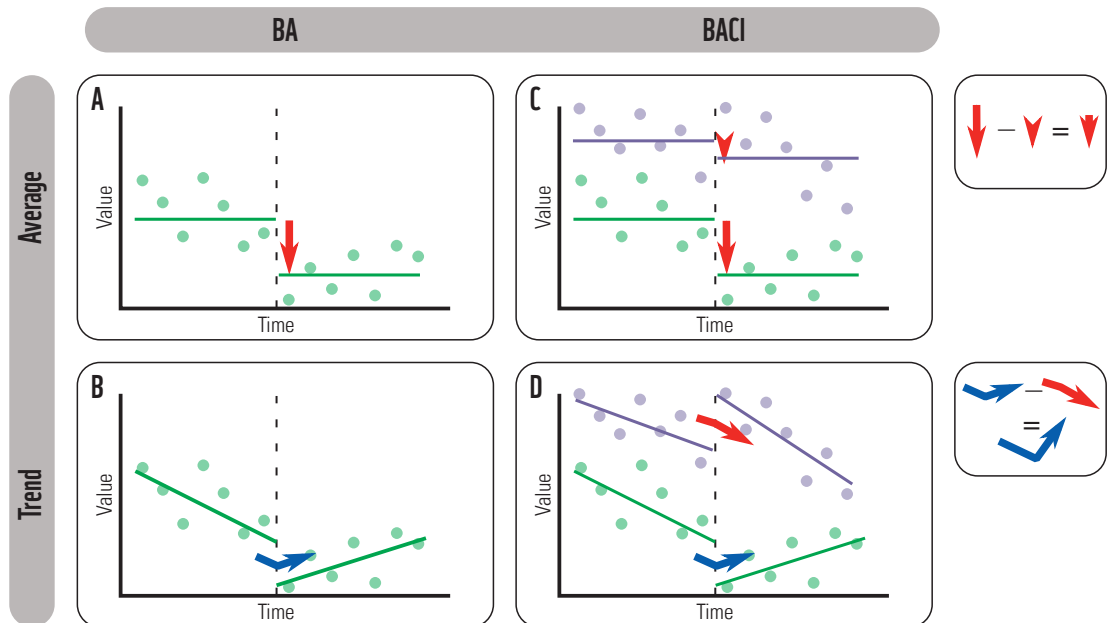 BA
BACI
Average
A
Value
Time
C
Value
Time
– =
Trend
B
Value
Time
D
Value
Time
–
=